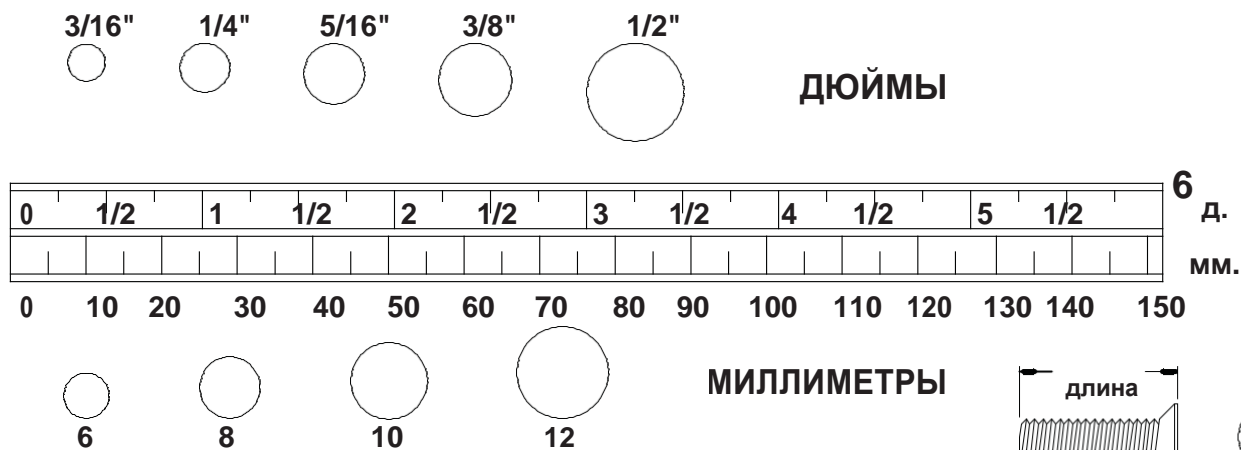 3/16" 1/4" 5/16" 3/8" 1/2"
ДЮЙМЫ
6
д.
0 1/2 1 1/2 2 1/2 3 1/2 4 1/2 5 1/2
мм.
0 10 20 30 40 50 60 70 80 90 100 110 120 130 140 150
МИЛЛИМЕТРЫ
длина
6 8 10 12